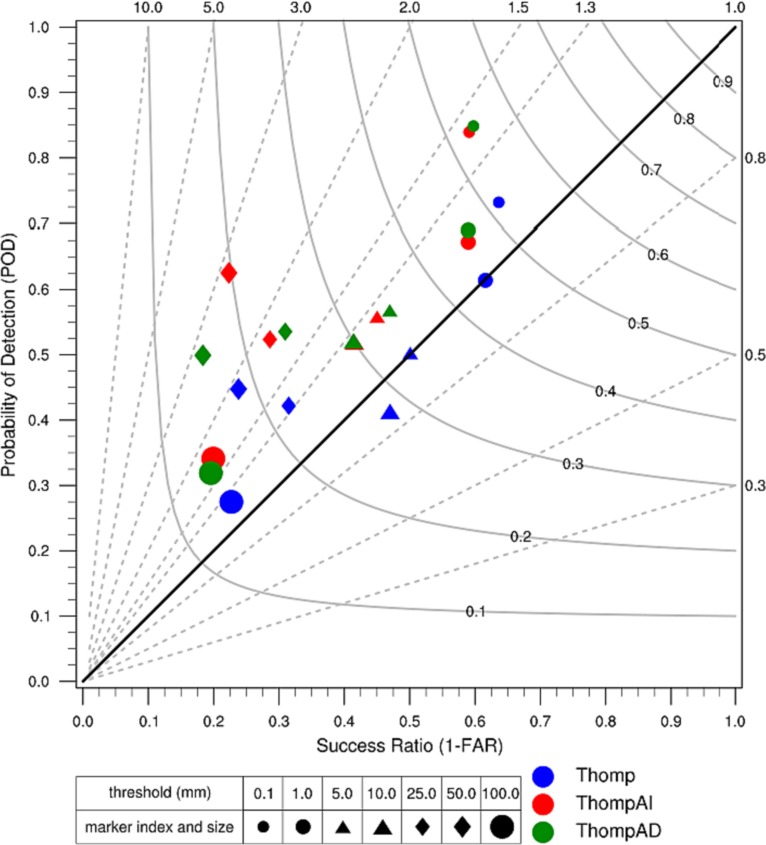 10.0 5.0 3.0 2.0 1.5 1.3 1.0
1.0
0.9
0.9
0.8
0.8
0.8
0.7
0.7
0.6
0.6
0.5
0.5
0.5
0.4
0.4
0.3
0.3
0.3
0.2
0.2
0.1
0.1
0.0
Probability of Detection (POD)
0.0 0.1 0.2 0.3 0.4 0.5 0.6 0.7 0.8 0.9 1.0
Success Ratio (1-FAR)
threshold (mm) 0.1 1.0 5.0 10.0 25.0 50.0 100.0
marker index and size
Thomp
ThompAI
ThompAD